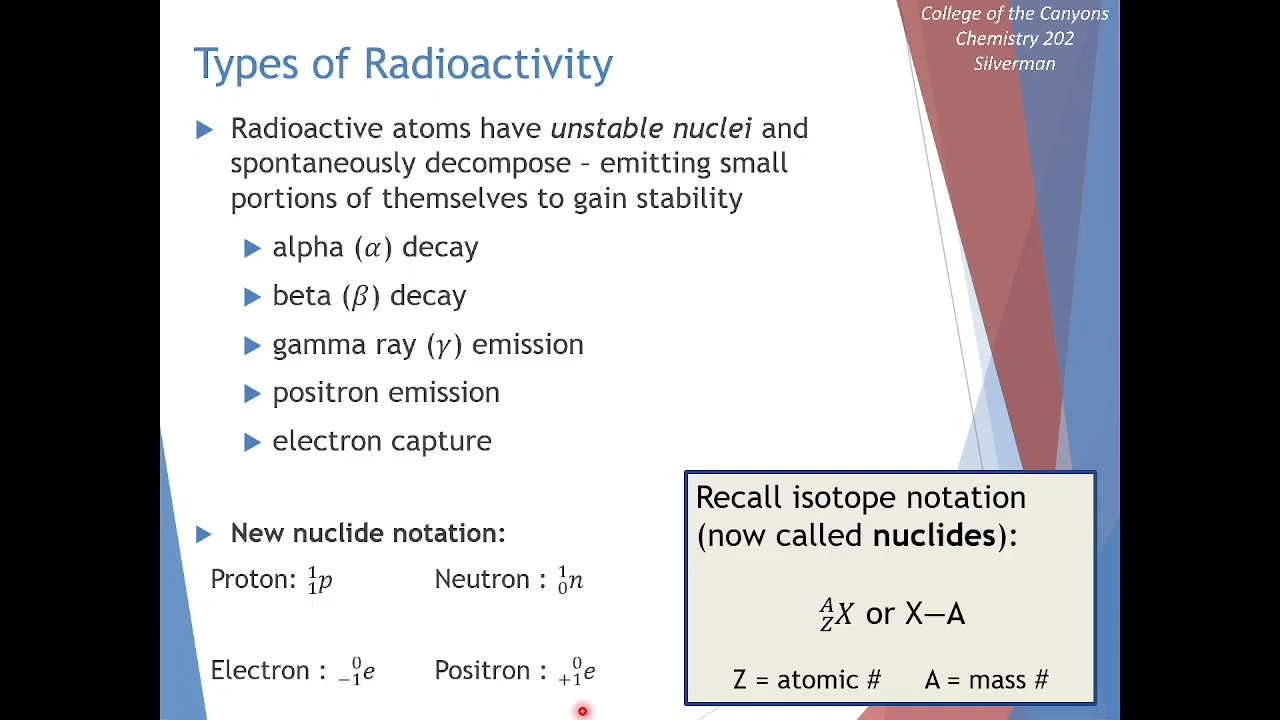 College of the Canyons
Chemistry 202
Silverman
Types of Radioactivity
Radioactive atoms have unstable nuclei and
spontaneously decompose – emitting small
portions of themselves to gain stability
alpha (𝛼) decay
beta (𝛽) decay
gamma ray (𝛾) emission
positron emission
electron capture
New nuclide notation:
Proton: ¹₁p Neutron : ¹₀n
Electron : ⁰₋₁e Positron : ⁰₊₁e
Recall isotope notation
(now called nuclides):
ᴬ_Z X or X—A
Z = atomic # A = mass #